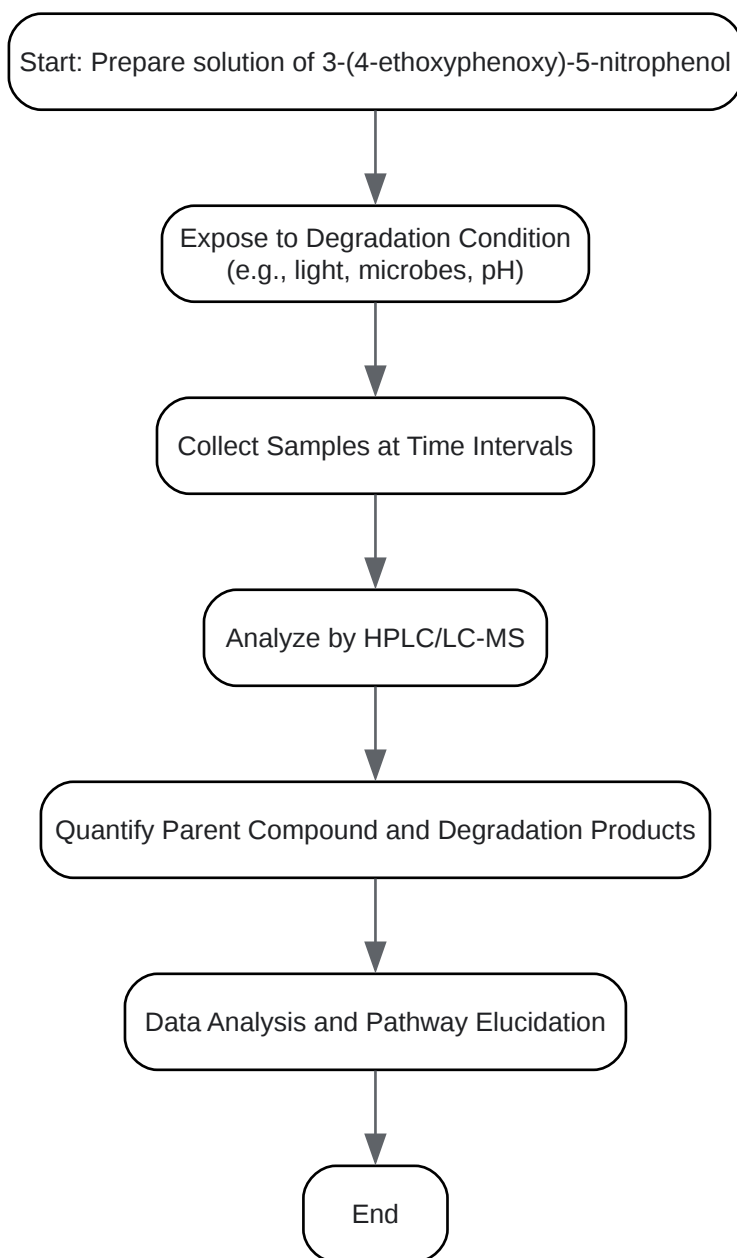 Start: Prepare solution of 3-(4-ethoxyphenoxy)-5-nitrophenol
Expose to Degradation Condition
(e.g., light, microbes, pH)
Collect Samples at Time Intervals
Analyze by HPLC/LC-MS
Quantify Parent Compound and Degradation Products
Data Analysis and Pathway Elucidation
End